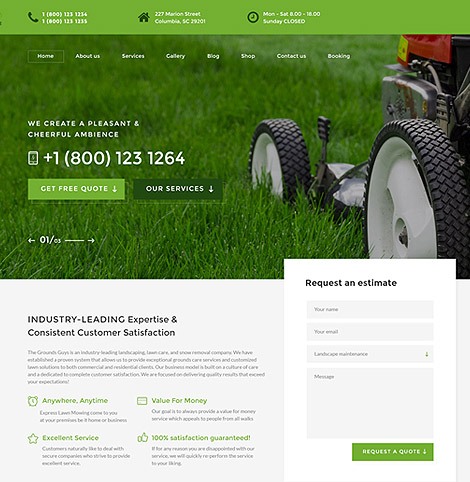 1 (800) 123 1234
1 (800) 123 1235
227 Marion Street
Columbia, SC 29201
Mon - Sat 8.00 - 18.00
Sunday CLOSED
Home About us Services Gallery Blog Shop Contact us Booking
WE CREATE A PLEASANT &
CHEERFUL AMBIENCE
+1 (800) 123 1264
GET FREE QUOTE OUR SERVICES
01/03
Request an estimate
Your name
Your email
Landscape maintenance
Message
REQUEST A QUOTE
INDUSTRY-LEADING Expertise &
Consistent Customer Satisfaction
The Grounds Guys is an industry-leading landscaping, lawn care, and snow removal company. We have
established a proven system that allows us to provide exceptional grounds care services and customized
lawn solutions to both commercial and residential clients. Our business model is built on a culture of care
and a dedicated to complete customer satisfaction. We are focused on delivering quality results that exceed
your expectations!
Anywhere, Anytime
Express Lawn Mowing come to you
at your premises be it home or business
Value For Money
Our goal is to always provide a value for money
service which appeals to people from all walks
Excellent Service
Customers naturally like to deal with
secure companies who strive to provide
excellent service.
100% satisfaction guaranteed!
If for any reason you are disappointed with our
service, we will quickly re perform the service
to your liking.